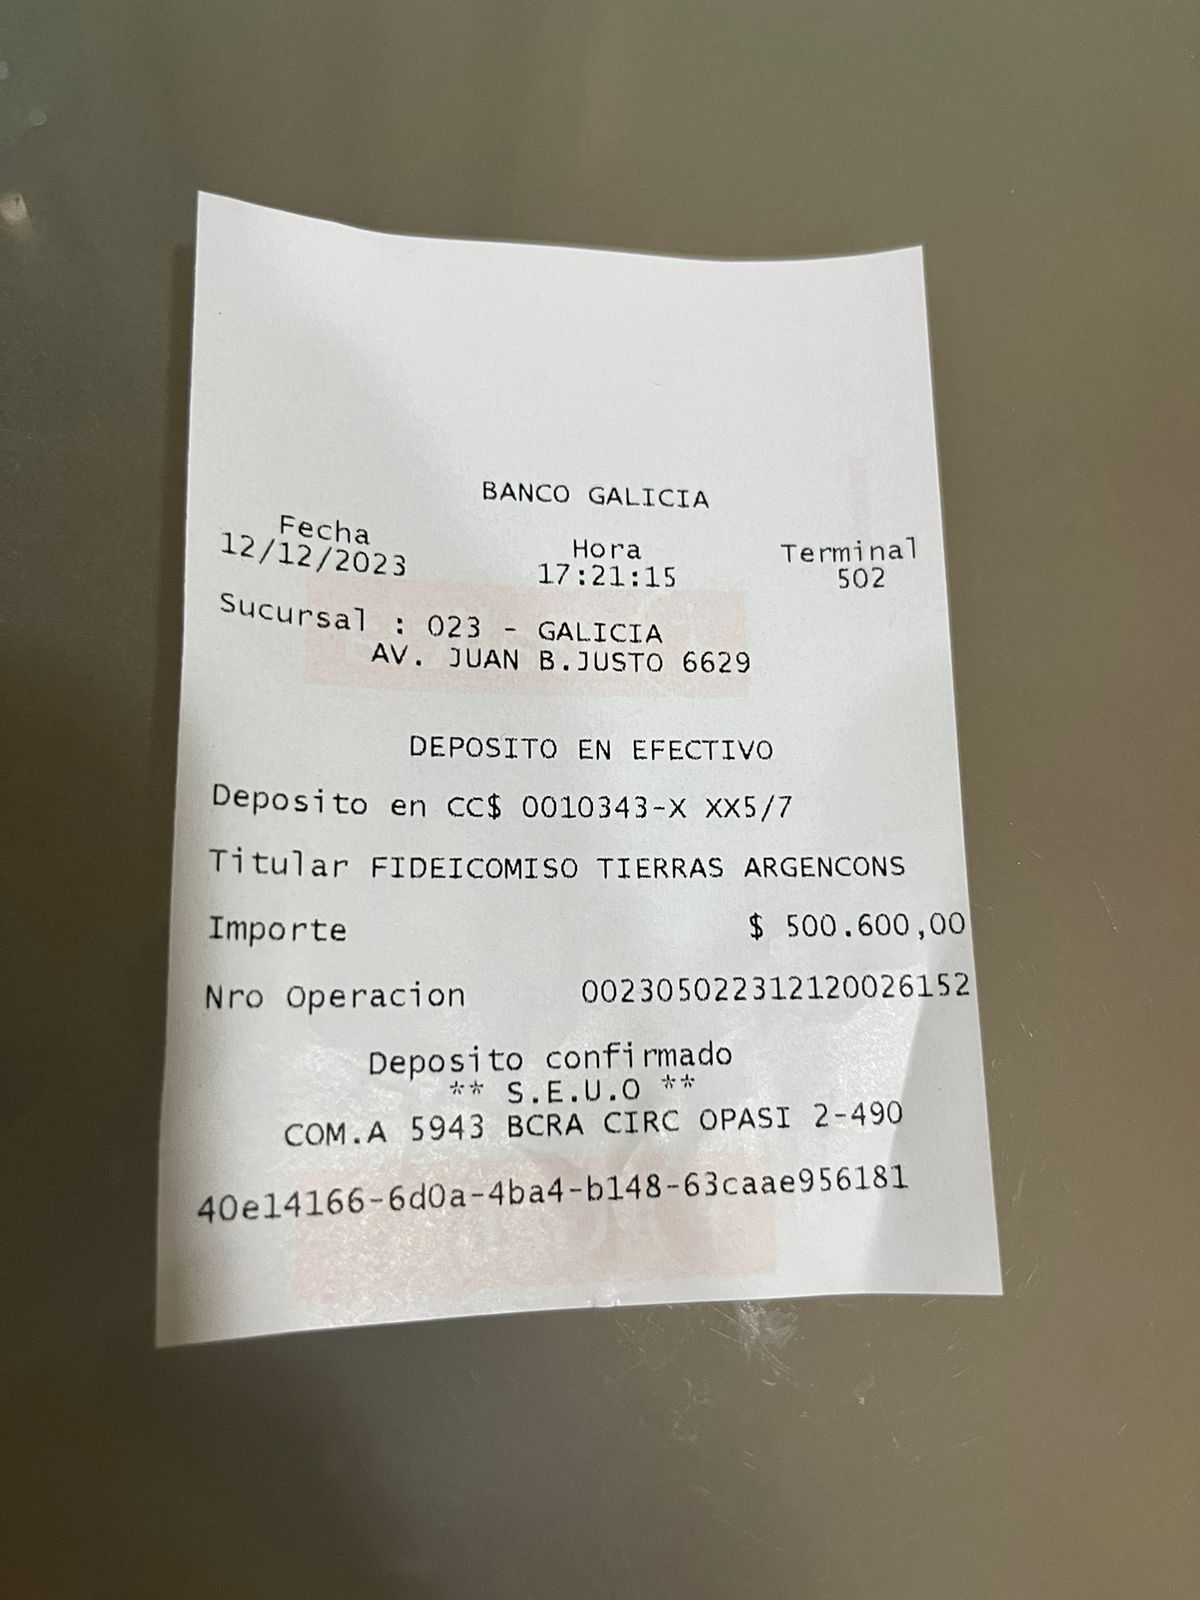 BANCO GALICIA
Fecha Hora Terminal
12/12/2023 17:21:15 502
Sucursal : 023 - GALICIA
AV. JUAN B.JUSTO 6629
DEPOSITO EN EFECTIVO
Deposito en CC$ 0010343-X XX5/7
Titular FIDEICOMISO TIERRAS ARGENCONS
Importe $ 500.600,00
Nro Operacion 002305022312120026152
Deposito confirmado
** S.E.U.O **
COM.A 5943 BCRA CIRC OPASI 2-490
40e14166-6d0a-4ba4-b148-63caae956181